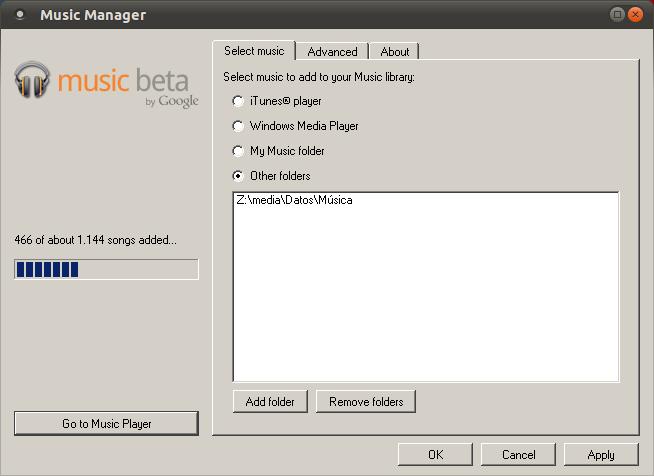 Music Manager
Select music
Advanced
About
music beta
by Google
Select music to add to your Music library:
iTunes® player
Windows Media Player
My Music folder
Other folders
Z:\media\Datos\Música
466 of about 1.144 songs added...
Add folder
Remove folders
Go to Music Player
OK
Cancel
Apply